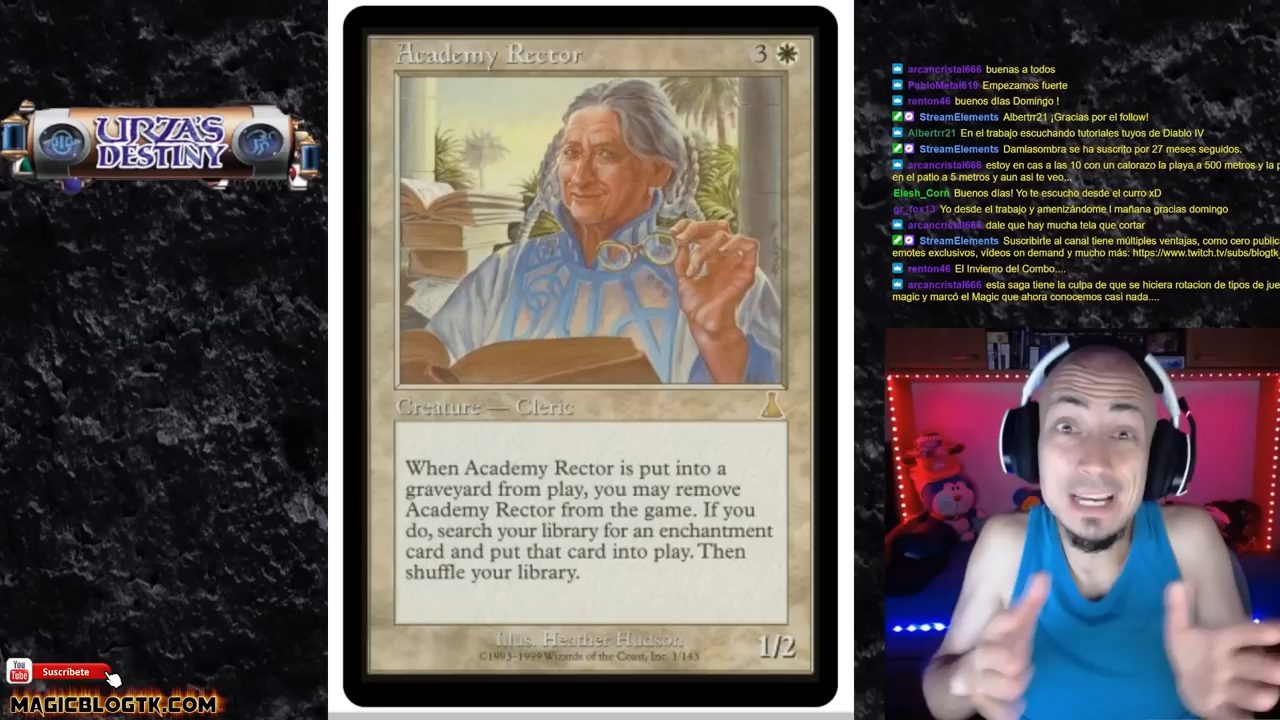 URZA'S
DESTINY
Academy Rector 3
Creature — Cleric
When Academy Rector is put into a
graveyard from play, you may remove
Academy Rector from the game. If you
do, search your library for an enchantment
card and put that card into play. Then
shuffle your library.
Illus. Heather Hudson
©1993-1999 Wizards of the Coast, Inc. 1/143
1/2
arcancristal666 buenas a todos
PabloMetal619 Empezamos fuerte
renton46 buenos días Domingo !
StreamElements Albertrr21 ¡Gracias por el follow!
Albertrr21 En el trabajo escuchando tutoriales tuyos de Diablo IV
StreamElements Damlasombra se ha suscrito por 27 meses seguidos.
arcancristal666 estoy en cas a las 10 con un calorazo la playa a 500 metros y la p
en el patio a 5 metros y aun asi te veo,..
Elesh_Corn Buenos días! Yo te escucho desde el curro xD
gr_fox13 Yo desde el trabajo y amenizándome l mañana gracias domingo
arcancristal666 dale que hay mucha tela que cortar
StreamElements Suscribirte al canal tiene múltiples ventajas, como cero public
emotes exclusivos, vídeos on demand y mucho más: https://www.twitch.tv/subs/blogtk_
renton46 El Invierno del Combo....
arcancristal666 esta saga tiene la culpa de que se hiciera rotacion de tipos de jue
magic y marcó el Magic que ahora conocemos casi nada....
You
Tube
Suscribete
MAGICBLOGTK.COM